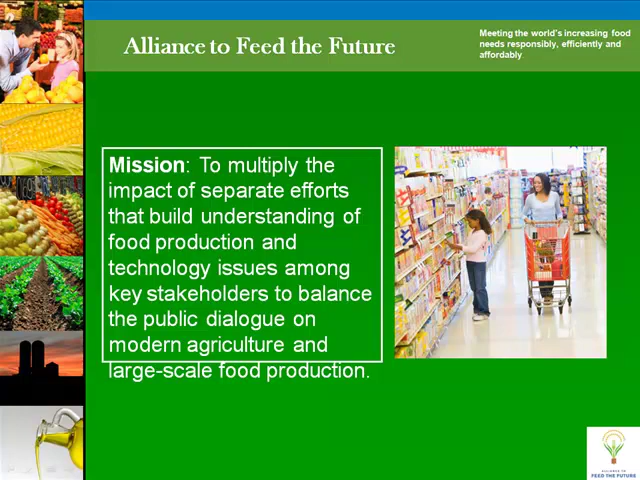 Alliance to Feed the Future
Meeting the world's increasing food
needs responsibly, efficiently and
affordably
Mission: To multiply the
impact of separate efforts
that build understanding of
food production and
technology issues among
key stakeholders to balance
the public dialogue on
modern agriculture and
large-scale food production.
ALLIANCE TO
FEED THE FUTURE